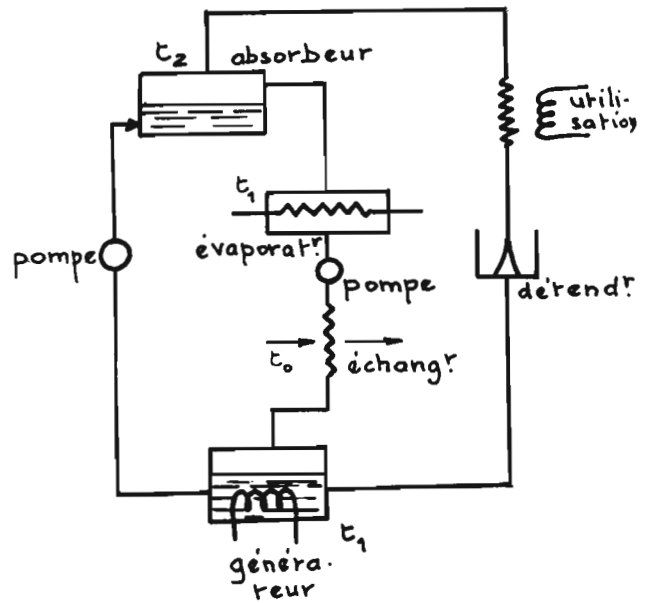 t₂ absorbeur
utili-
sation
t₁
évaporatʳ.
pompe
pompe
détendʳ.
t₀ échangʳ.
t₁
généra-
teur